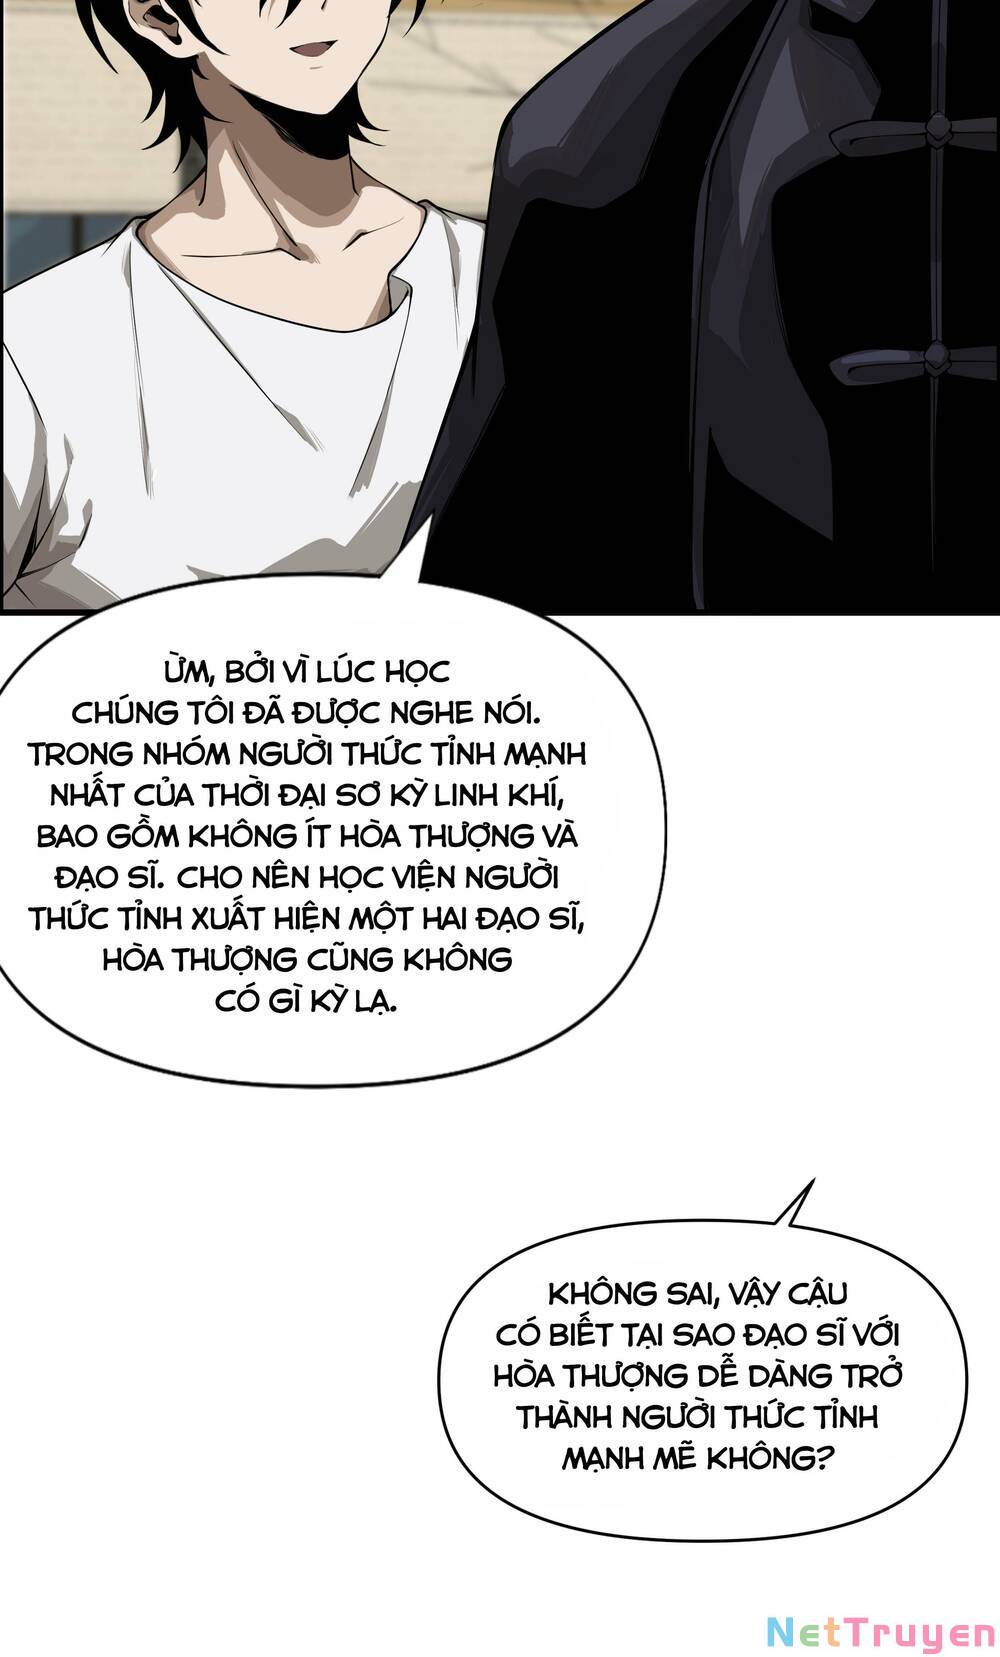 ỪM, BỞI VÌ LÚC HỌC
CHÚNG TÔI ĐÃ ĐƯỢC NGHE NÓI.
TRONG NHÓM NGƯỜI THỨC TỈNH MẠNH
NHẤT CỦA THỜI ĐẠI SƠ KỲ LINH KHÍ,
BAO GỒM KHÔNG ÍT HÒA THƯỢNG VÀ
ĐẠO SĨ. CHO NÊN HỌC VIỆN NGƯỜI
THỨC TỈNH XUẤT HIỆN MỘT HAI ĐẠO SĨ,
HÒA THƯỢNG CŨNG KHÔNG
CÓ GÌ KỲ LẠ.
KHÔNG SAI, VẬY CẬU
CÓ BIẾT TẠI SAO ĐẠO SĨ VỚI
HÒA THƯỢNG DỄ DÀNG TRỞ
THÀNH NGƯỜI THỨC TỈNH
MẠNH MẼ KHÔNG?
NetTruyen